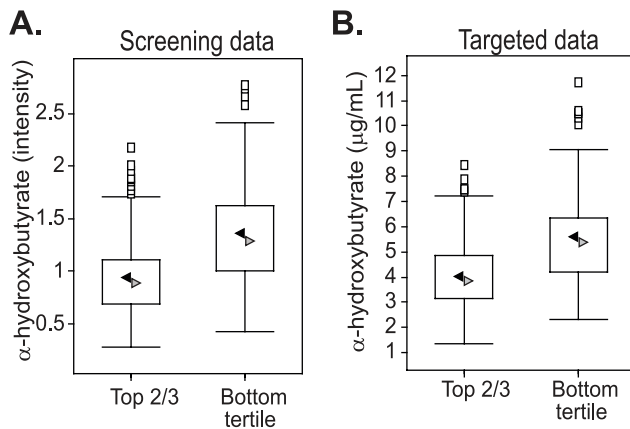 A.
Screening data
α-hydroxybutyrate (intensity)
2.5
2
1.5
1
0.5
Top 2/3
Bottom
tertile
B.
Targeted data
α-hydroxybutyrate (µg/mL)
12
11
10
9
8
7
6
5
4
3
2
1
Top 2/3
Bottom
tertile